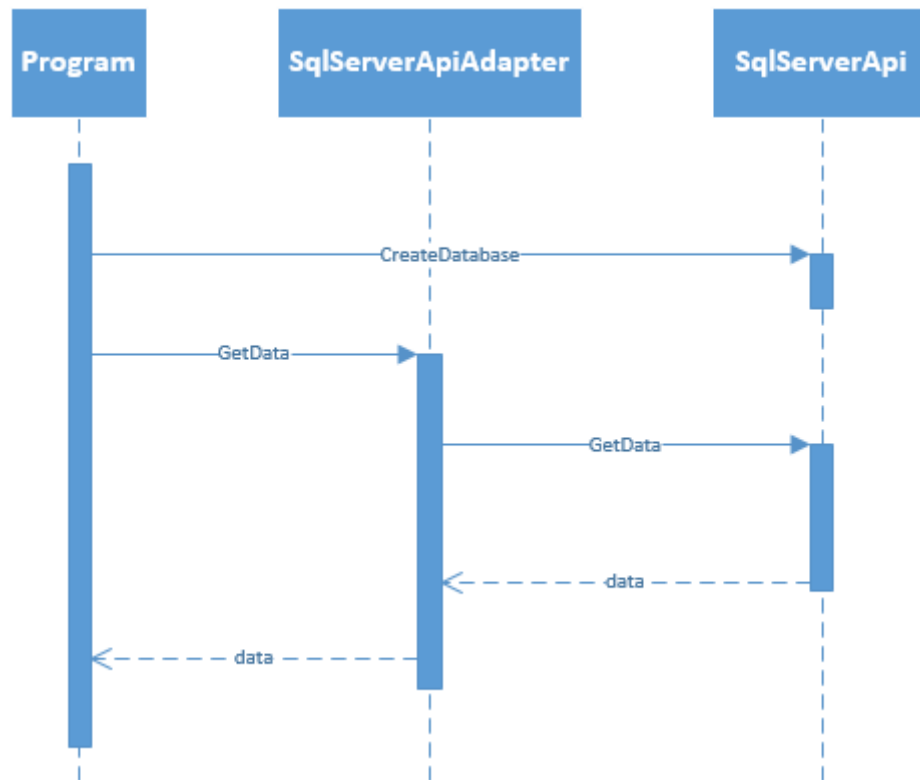 Program
SqlServerApiAdapter
SqlServerApi
CreateDatabase
GetData
GetData
data
data